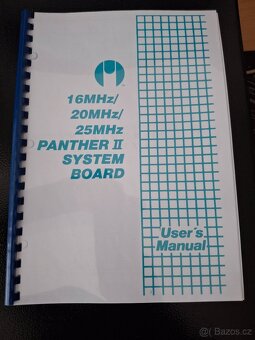 16MHz/
20MHz/
25MHz
PANTHER II
SYSTEM
BOARD
User's
Manual
© Bazos.cz